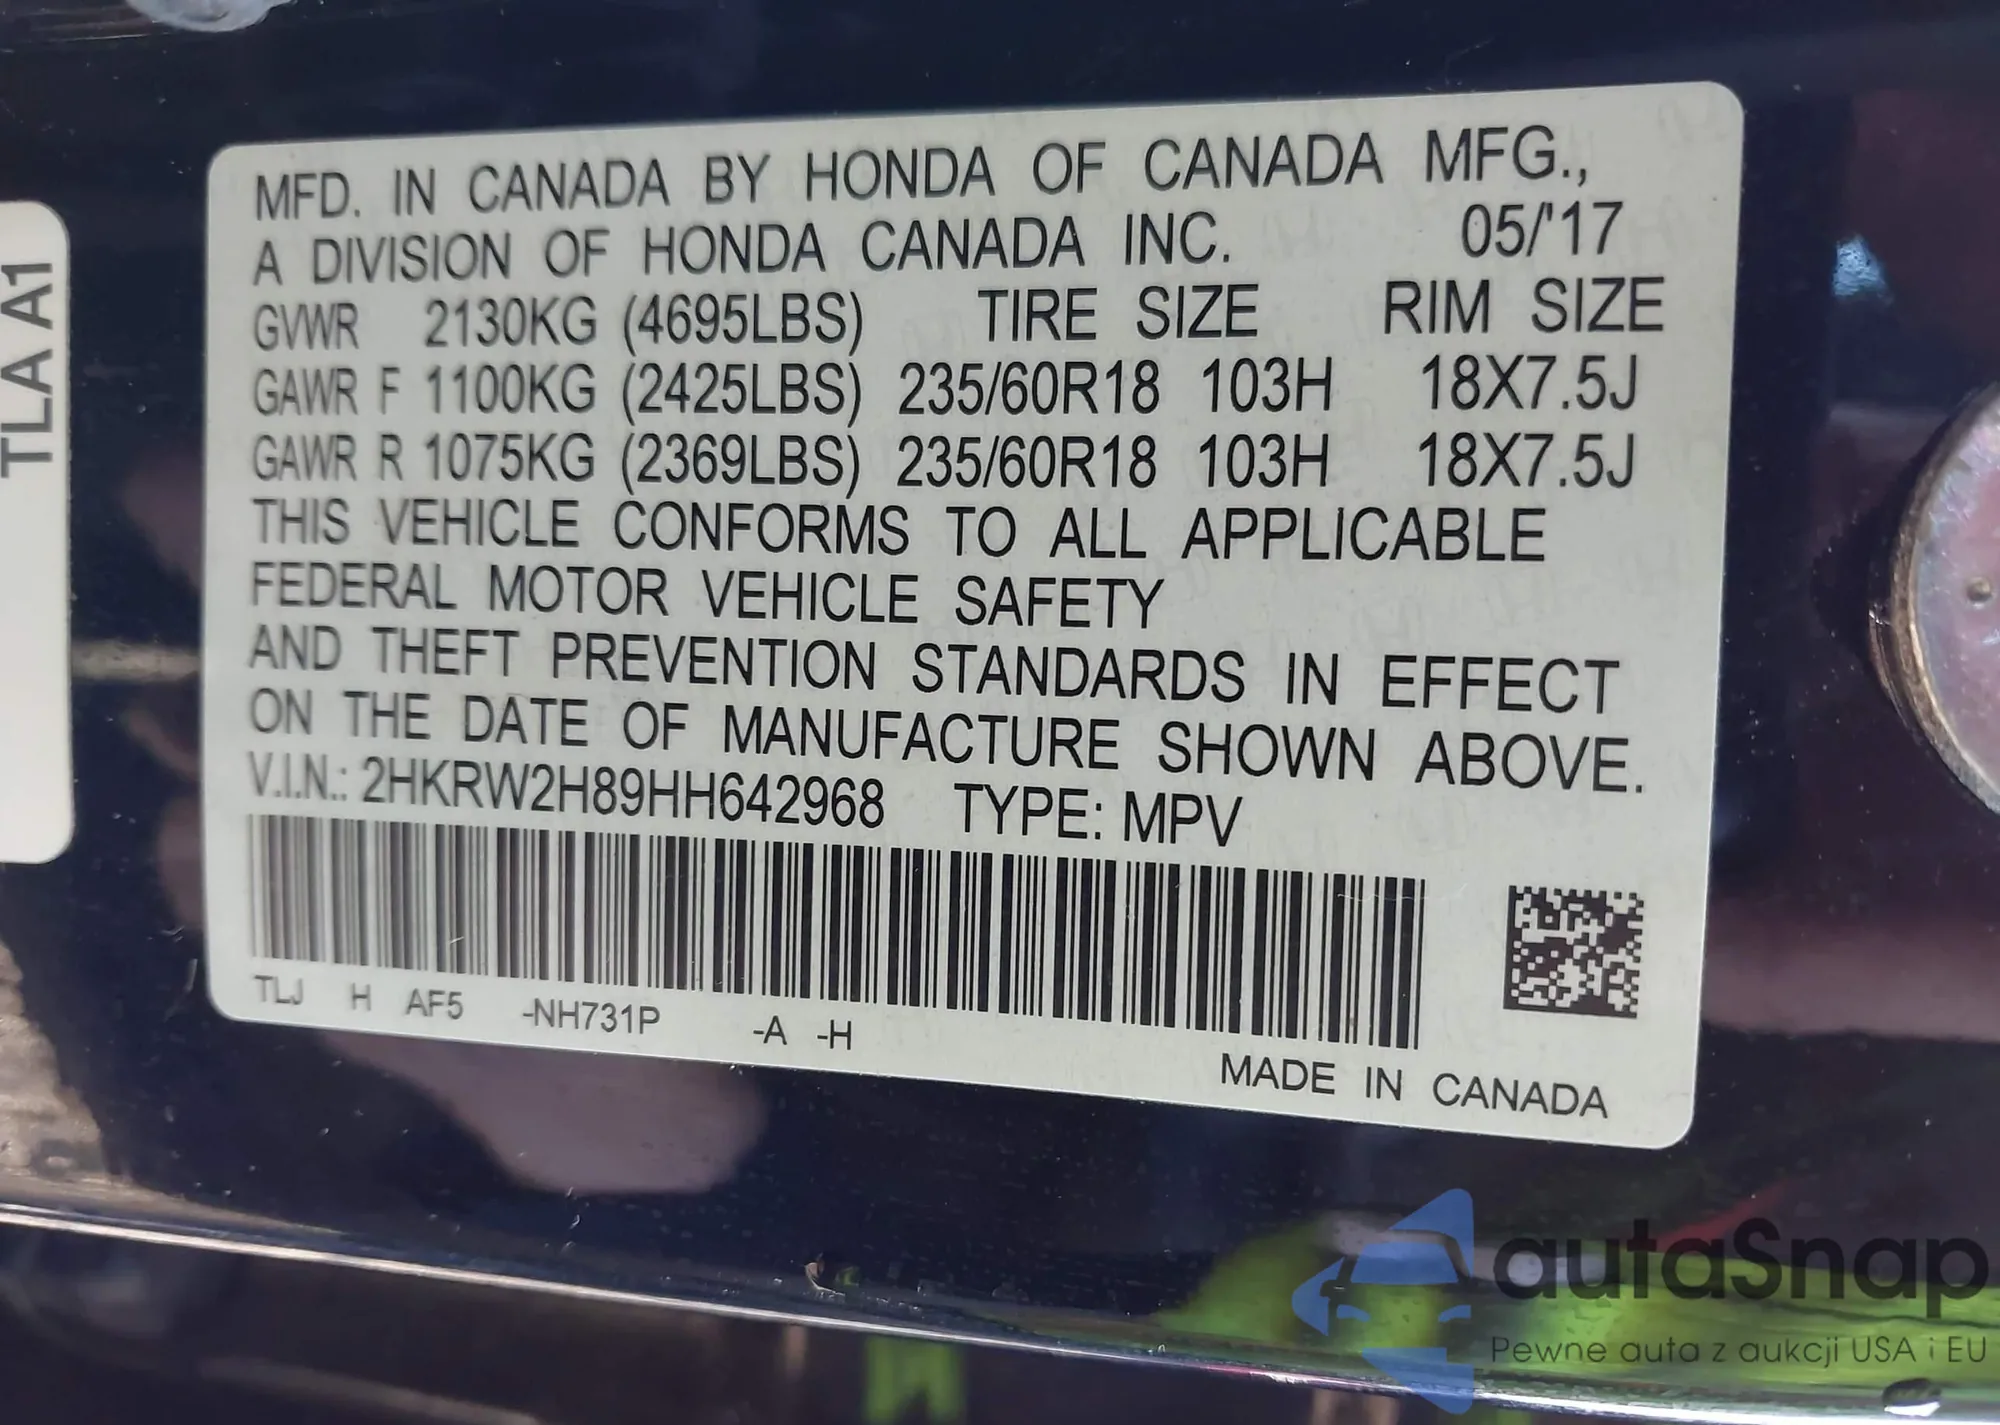 TLA A1
MFD. IN CANADA BY HONDA OF CANADA MFG.,
A DIVISION OF HONDA CANADA INC. 05/'17
GVWR 2130KG (4695LBS) TIRE SIZE RIM SIZE
GAWR F 1100KG (2425LBS) 235/60R18 103H 18X7.5J
GAWR R 1075KG (2369LBS) 235/60R18 103H 18X7.5J
THIS VEHICLE CONFORMS TO ALL APPLICABLE
FEDERAL MOTOR VEHICLE SAFETY
AND THEFT PREVENTION STANDARDS IN EFFECT
ON THE DATE OF MANUFACTURE SHOWN ABOVE.
V.I.N.: 2HKRW2H89HH642968 TYPE: MPV
TLJ H AF5 -NH731P -A -H
MADE IN CANADA
autaSnap
Pewne auta z aukcji USA i EU